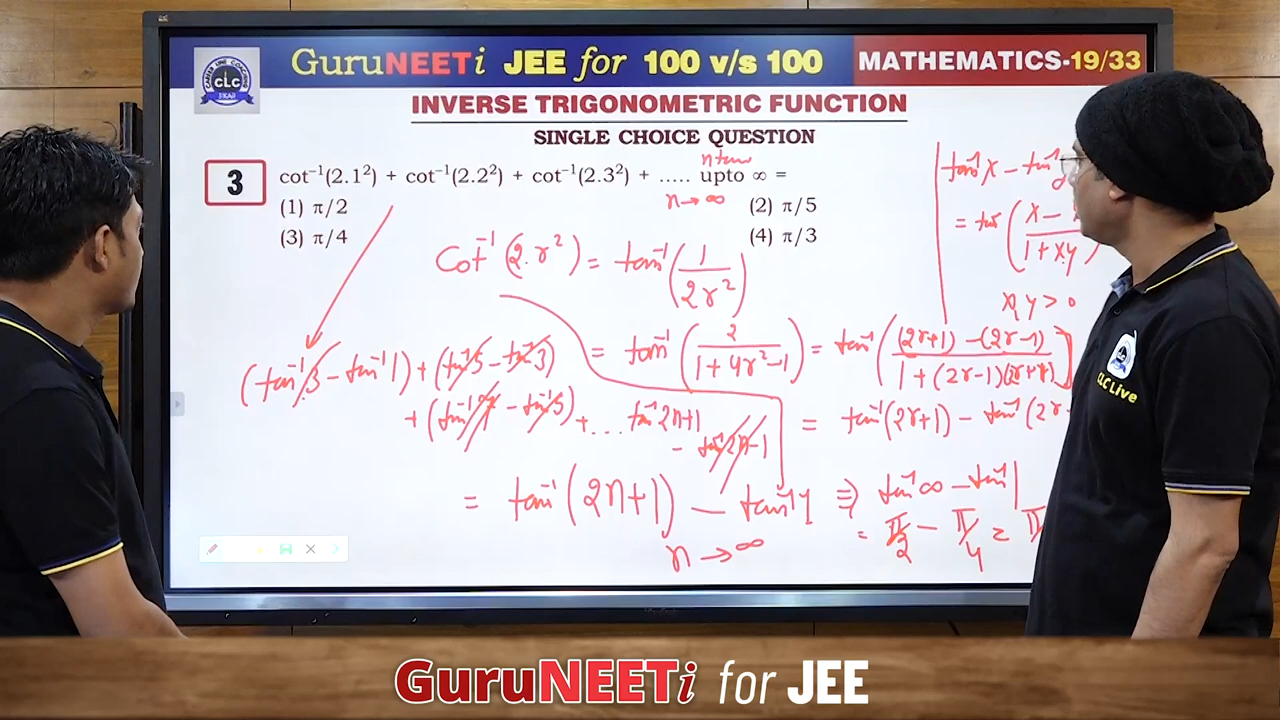 GuruNEETi JEE for 100 v/s 100
MATHEMATICS-19/33
CLC
SIKAR
INVERSE TRIGONOMETRIC FUNCTION
SINGLE CHOICE QUESTION
n term
3 cot⁻¹(2.1²) + cot⁻¹(2.2²) + cot⁻¹(2.3²) + ..... upto ∞ =
n→∞
(1) π/2 (2) π/5
(3) π/4 (4) π/3
tan⁻¹x - tan⁻¹
= tan⁻¹(x -
1 + xy
x, y > 0
Cot⁻¹(2.r²) = tan⁻¹(1/2r²)
= tan⁻¹(2/(1+4r²-1)) = tan⁻¹(((2r+1) - (2r-1))/(1 + (2r-1)(2r+1)))
= tan⁻¹(2r+1) - tan⁻¹(2r
(tan⁻¹3 - tan⁻¹1) + (tan⁻¹5 - tan⁻¹3)
+ (tan⁻¹7 - tan⁻¹5) + ... tan⁻¹2n+1
- tan⁻¹2n-1
= tan⁻¹(2n+1) - tan⁻¹1 ⇒ tan⁻¹∞ - tan⁻¹1
n→∞
= π/2 - π/4 = π
CLC Live
GuruNEETi for JEE